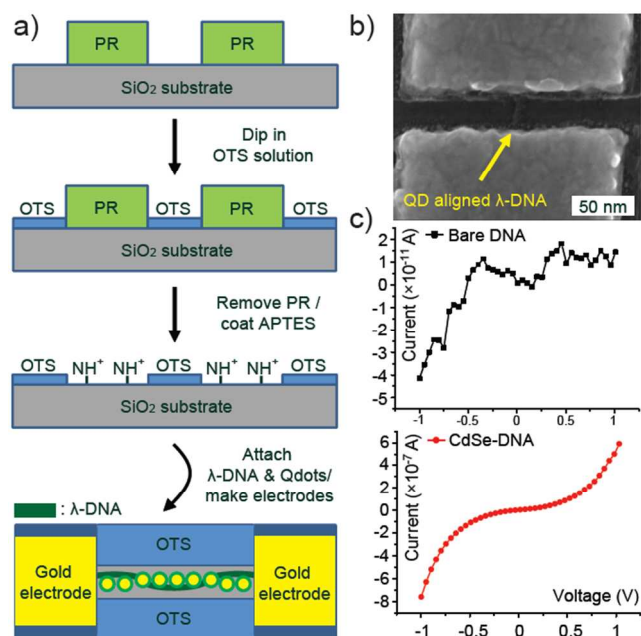 a)
PR
PR
SiO₂ substrate
Dip in
OTS solution
OTS
PR
OTS
PR
OTS
SiO₂ substrate
Remove PR /
coat APTES
OTS
NH⁺
NH⁺
OTS
NH⁺
NH⁺
OTS
SiO₂ substrate
Attach
λ-DNA & Qdots/
make electrodes
: λ-DNA
OTS
Gold
electrode
Gold
electrode
OTS
b)
QD aligned λ-DNA
50 nm
c)
Bare DNA
Current (×10⁻¹¹ A)
2
1
0
-1
-2
-3
-4
-5
-1
-0.5
0
0.5
1
CdSe-DNA
Current (×10⁻⁷ A)
6
4
2
0
-2
-4
-6
-8
Voltage (V)
-1
-0.5
0
0.5
1